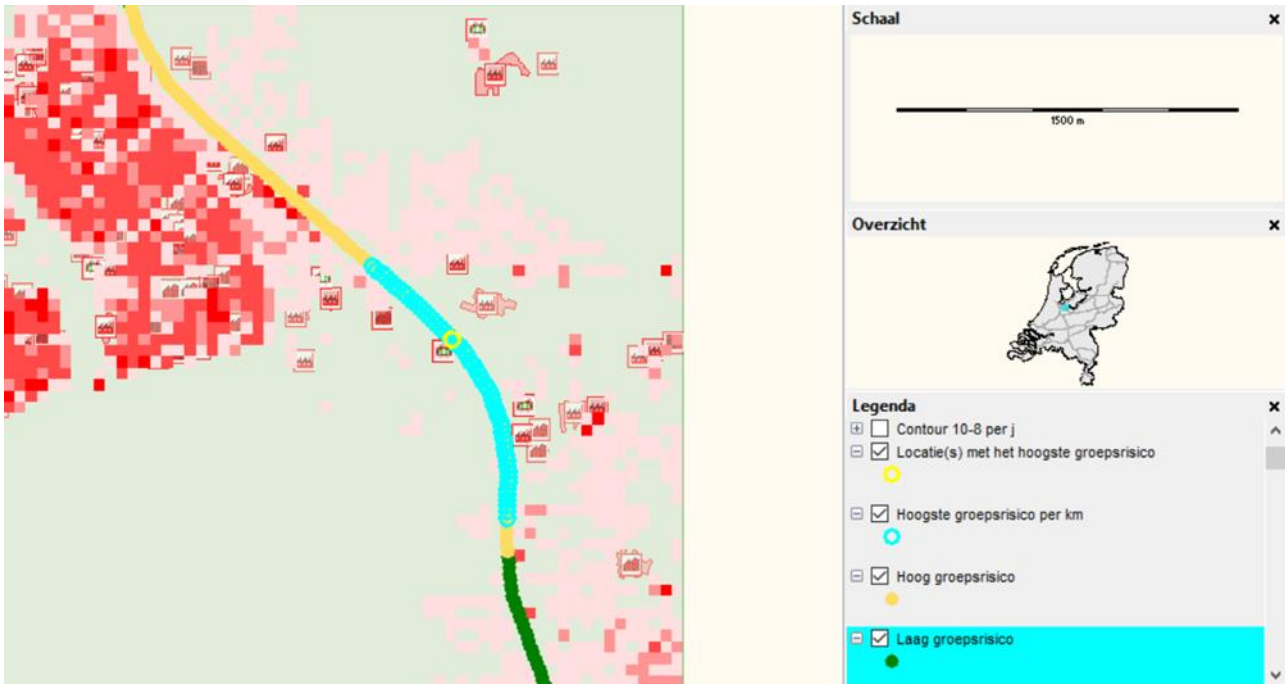 Schaal
1500 m
Overzicht
Legenda
Contour 10-8 per j
Locatie(s) met het hoogste groepsrisico
Hoogste groepsrisico per km
Hoog groepsrisico
Laag groepsrisico